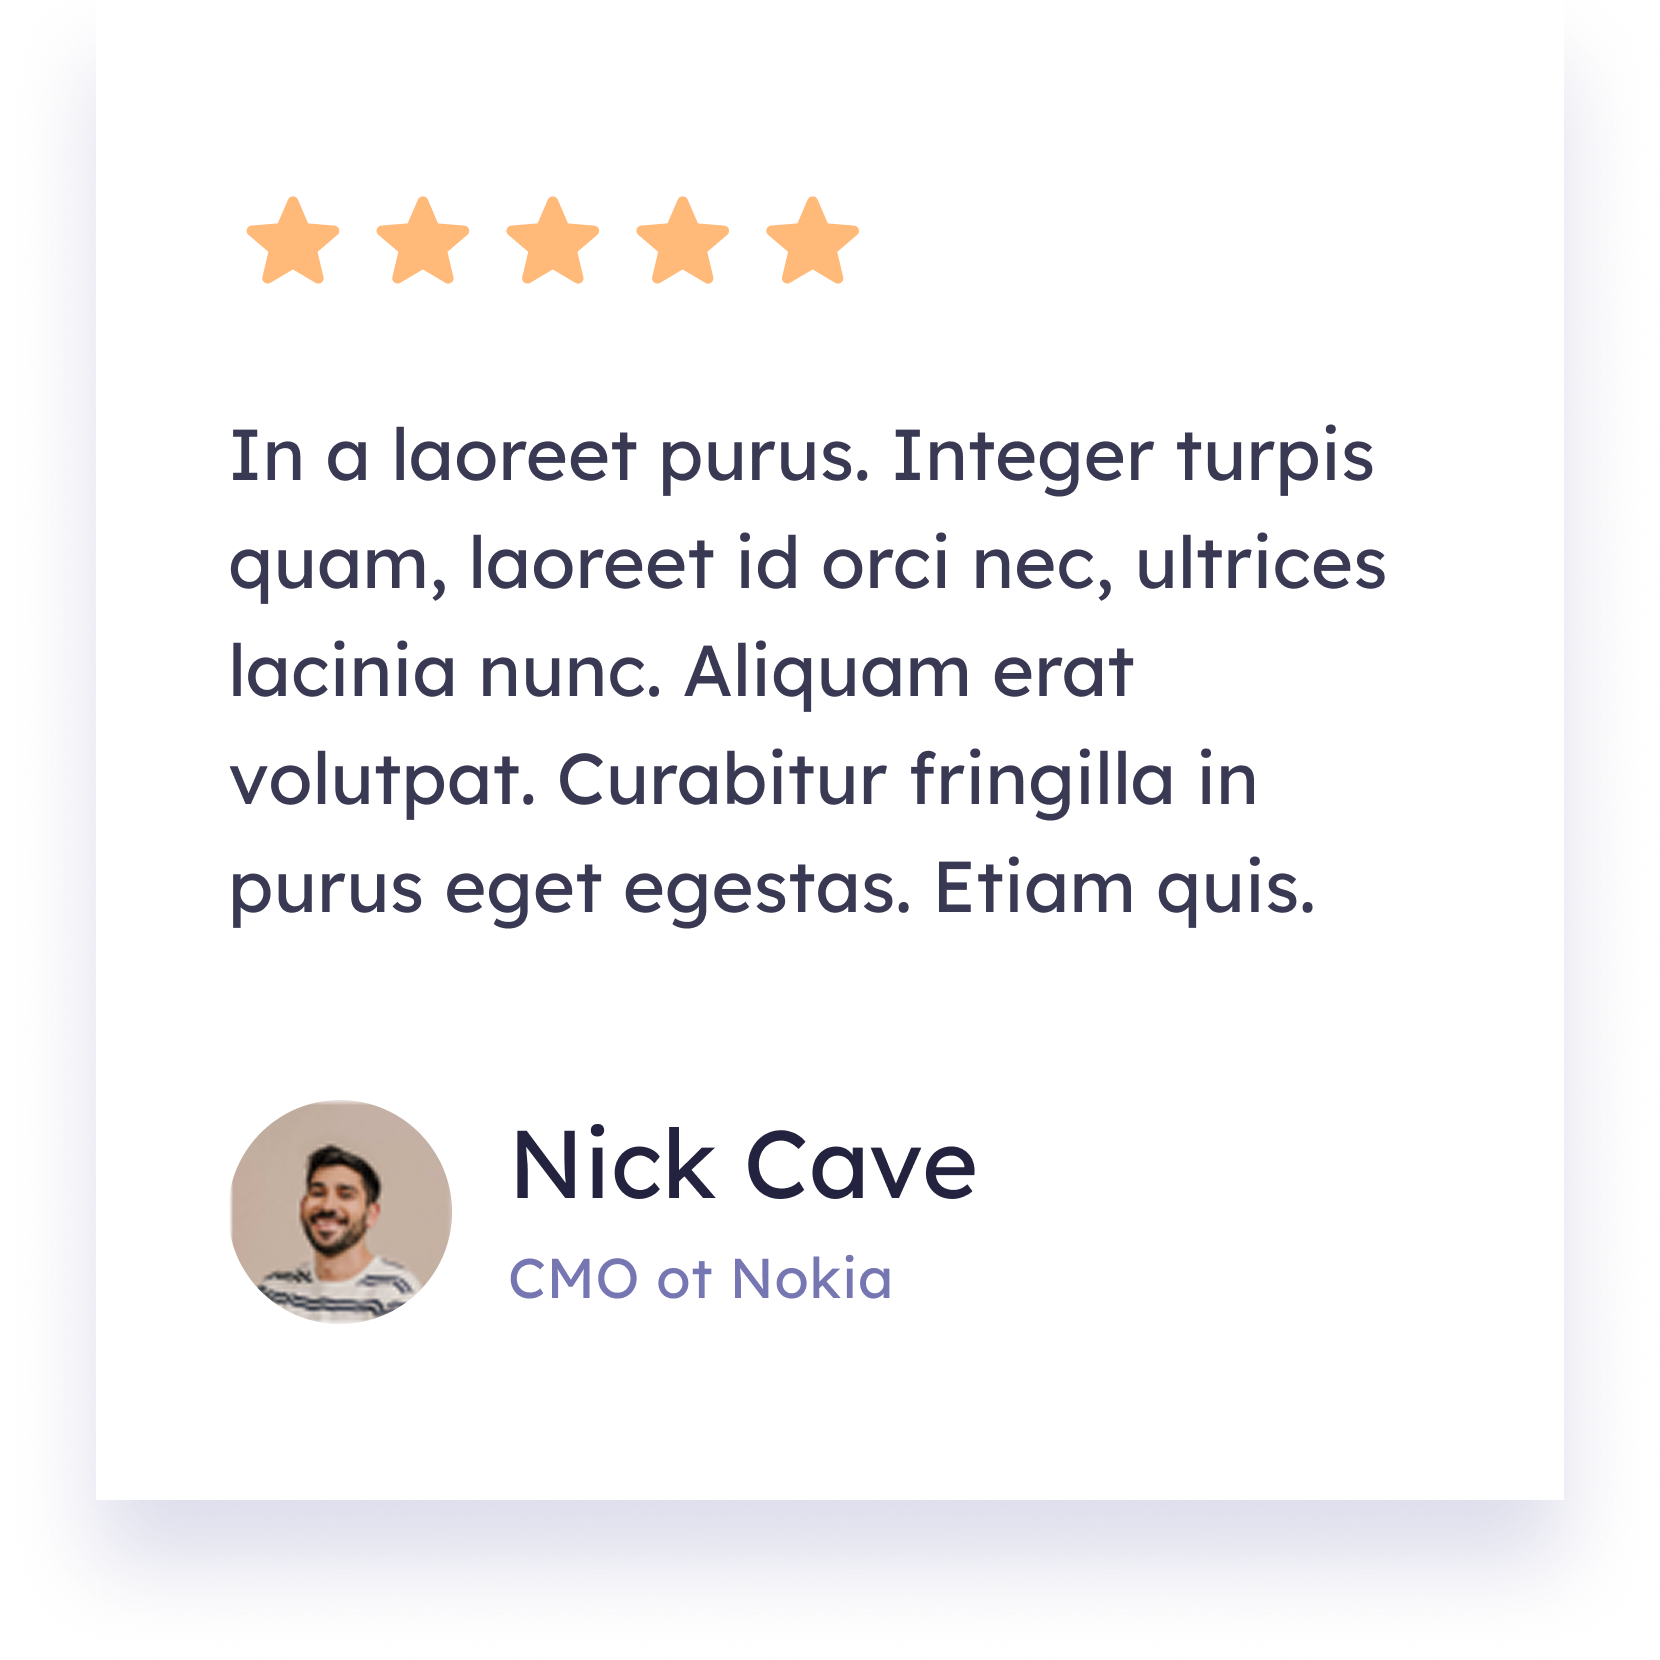 In a laoreet purus. Integer turpis
quam, laoreet id orci nec, ultrices
lacinia nunc. Aliquam erat
volutpat. Curabitur fringilla in
purus eget egestas. Etiam quis.
Nick Cave
CMO ot Nokia